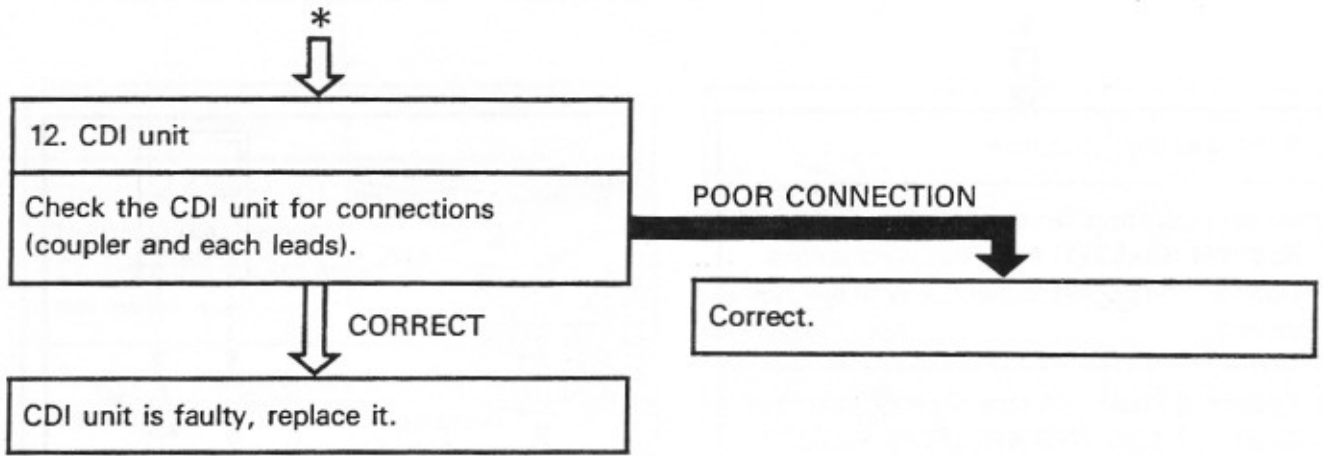 *
12. CDI unit
Check the CDI unit for connections
(coupler and each leads).
POOR CONNECTION
Correct.
CORRECT
CDI unit is faulty, replace it.